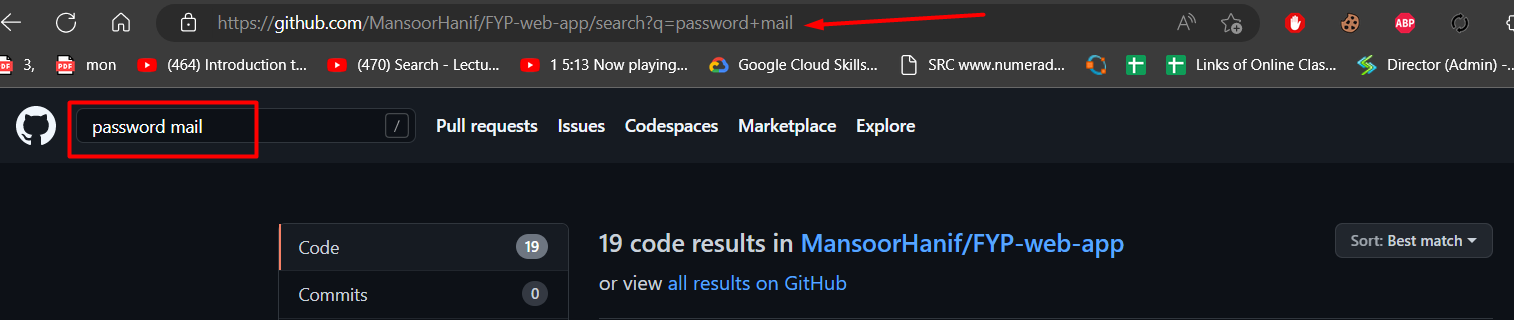 https://github.com/MansoorHanif/FYP-web-app/search?q=password+mail
ABP
PDF 3, PDF mon (464) Introduction t... (470) Search - Lectu... 1 5:13 Now playing... Google Cloud Skills... SRC www.numerad... Links of Online Clas... Director (Admin) -...
password mail / Pull requests Issues Codespaces Marketplace Explore
Code 19
Commits 0
19 code results in MansoorHanif/FYP-web-app
or view all results on GitHub
Sort: Best match